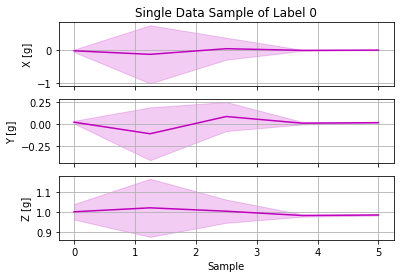 Single Data Sample of Label 0
X [g]
0
−1
Y [g]
0.25
0.00
−0.25
Z [g]
1.1
1.0
0.9
0 1 2 3 4 5
Sample